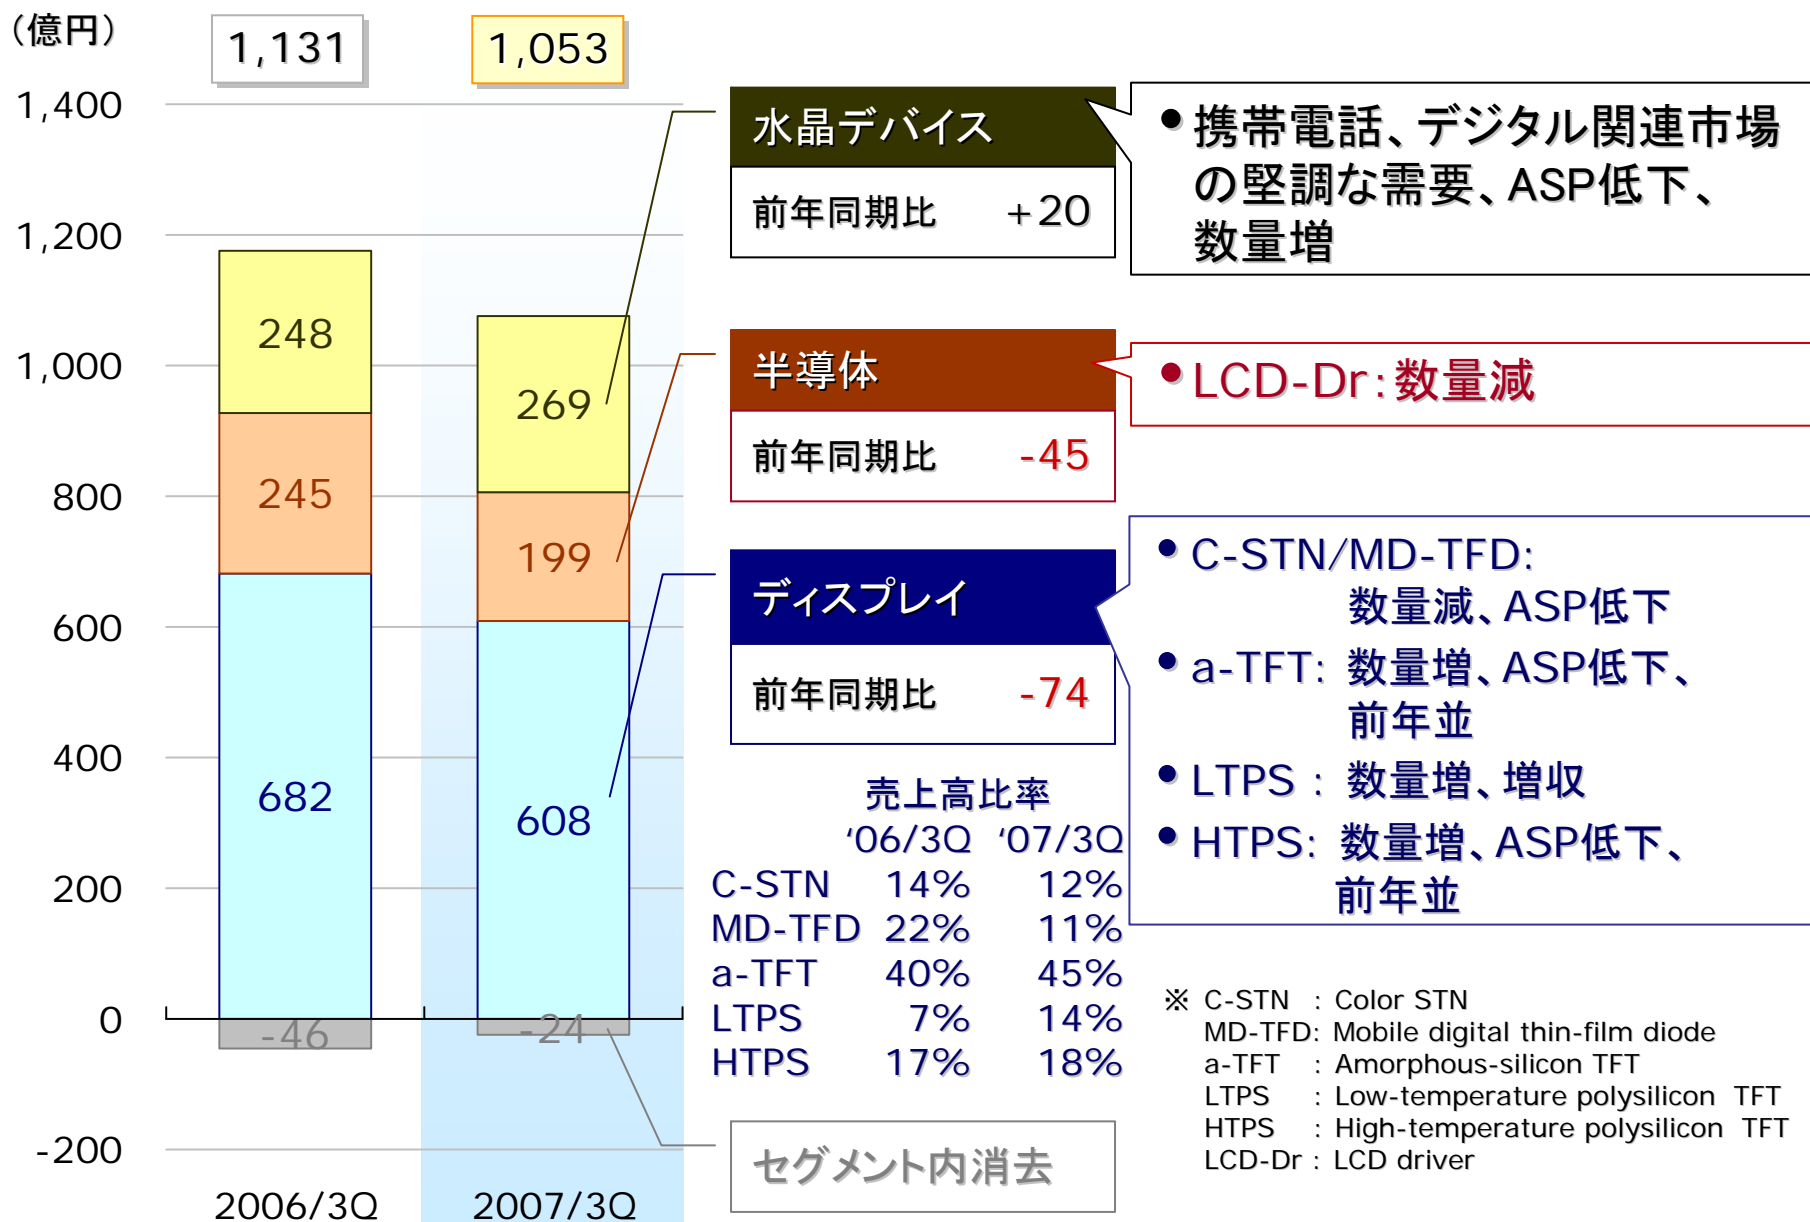 （億円）
1,131
1,053
1,400
1,200
1,000
800
600
400
200
0
-200
248
245
682
-46
269
199
608
-24
2006/3Q
2007/3Q
水晶デバイス
前年同期比 +20
半導体
前年同期比 -45
ディスプレイ
前年同期比 -74
売上高比率
‘06/3Q ‘07/3Q
C-STN 14% 12%
MD-TFD 22% 11%
a-TFT 40% 45%
LTPS 7% 14%
HTPS 17% 18%
セグメント内消去
•携帯電話、デジタル関連市場
の堅調な需要、ASP低下、
数量増
•LCD-Dr：数量減
•C-STN/MD-TFD:
数量減、ASP低下
•a-TFT: 数量増、ASP低下、
前年並
•LTPS : 数量増、増収
•HTPS: 数量増、ASP低下、
前年並
※ C-STN : Color STN
MD-TFD: Mobile digital thin-film diode
a-TFT : Amorphous-silicon TFT
LTPS : Low-temperature polysilicon TFT
HTPS : High-temperature polysilicon TFT
LCD-Dr : LCD driver